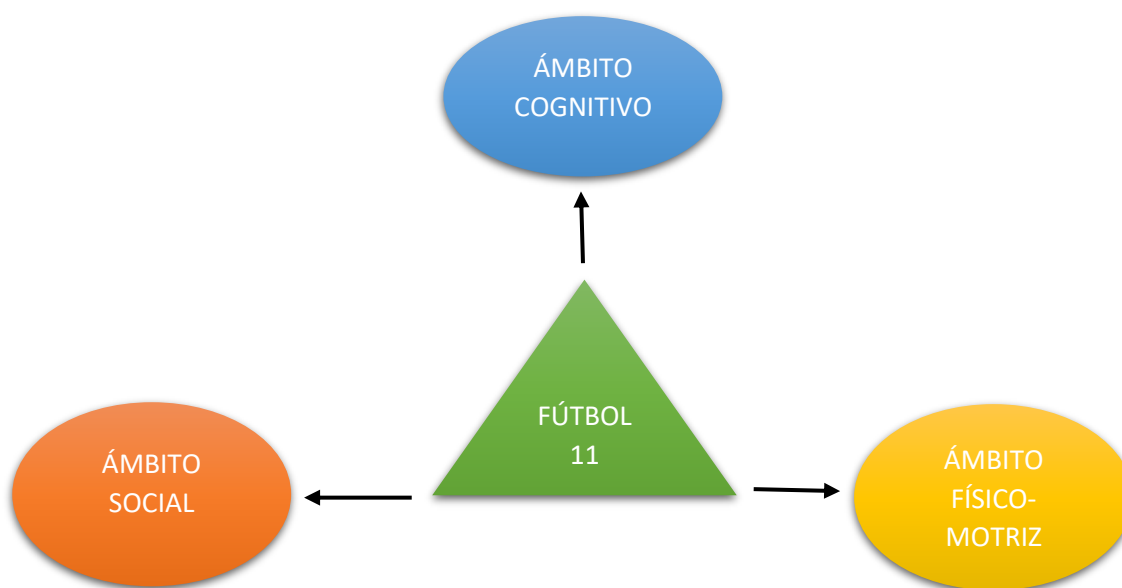 ÁMBITO
COGNITIVO
FÚTBOL
11
ÁMBITO
SOCIAL
ÁMBITO
FÍSICO-
MOTRIZ